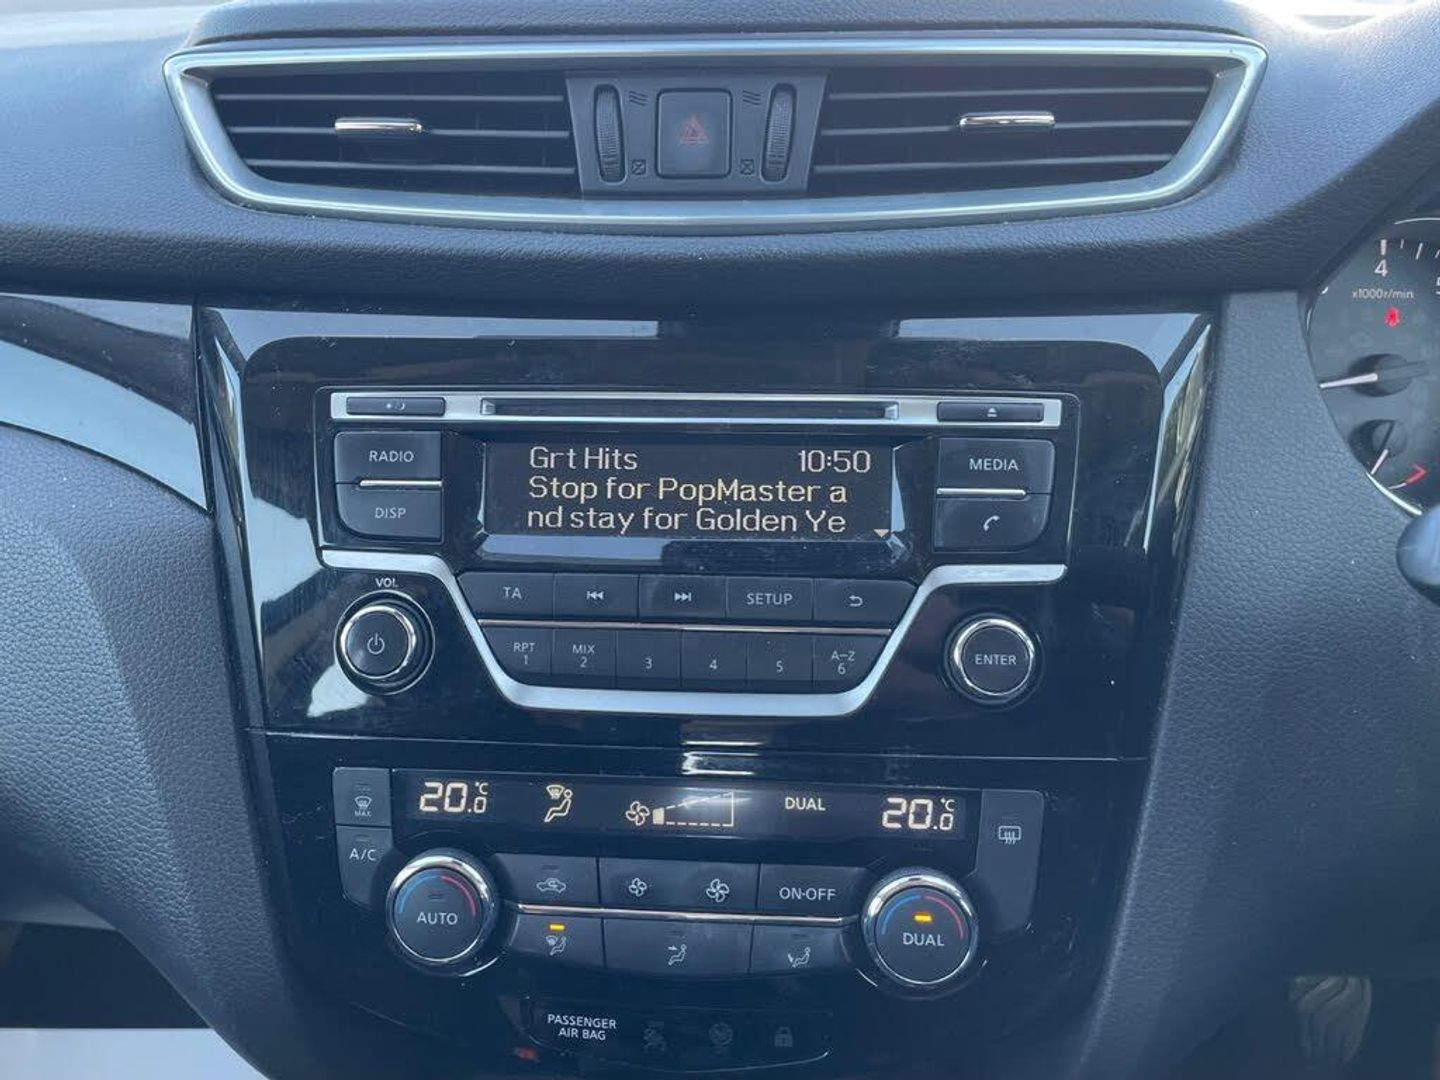 4
x1000r/min
RADIO
DISP
Grt Hits 10:50
Stop for PopMaster a
nd stay for Golden Ye
MEDIA
VOL
TA SETUP
RPT 1 MIX 2 3 4 5 A–Z 6
ENTER
MAX
A/C
20.0 °C DUAL 20.0 °C
AUTO
ON·OFF
DUAL
PASSENGER
AIR BAG